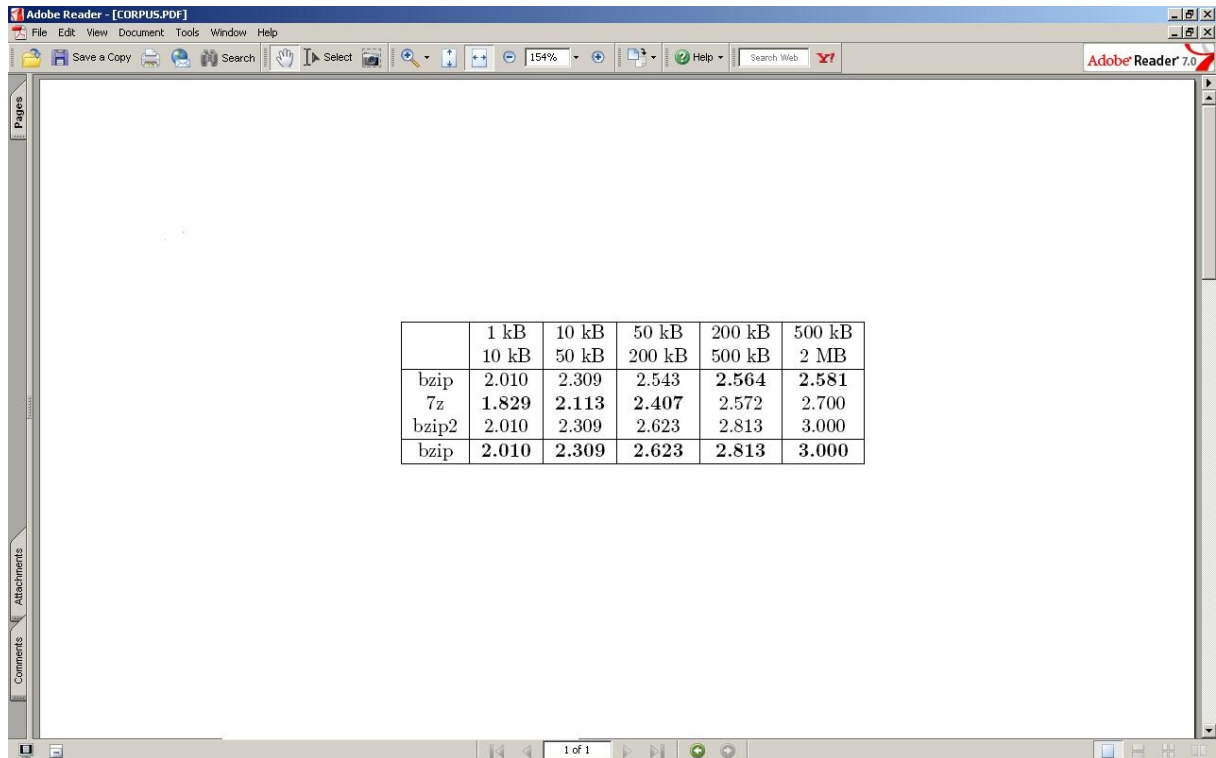 Adobe Reader - [CORPUS.PDF]
File Edit View Document Tools Window Help
Save a Copy Search Select 154% Help Search Web Y! Adobe Reader 7.0
Pages
1 kB 10 kB 50 kB 200 kB 500 kB
10 kB 50 kB 200 kB 500 kB 2 MB
bzip 2.010 2.309 2.543 2.564 2.581
7z 1.829 2.113 2.407 2.572 2.700
bzip2 2.010 2.309 2.623 2.813 3.000
bzip 2.010 2.309 2.623 2.813 3.000
Attachments
Comments
1 of 1